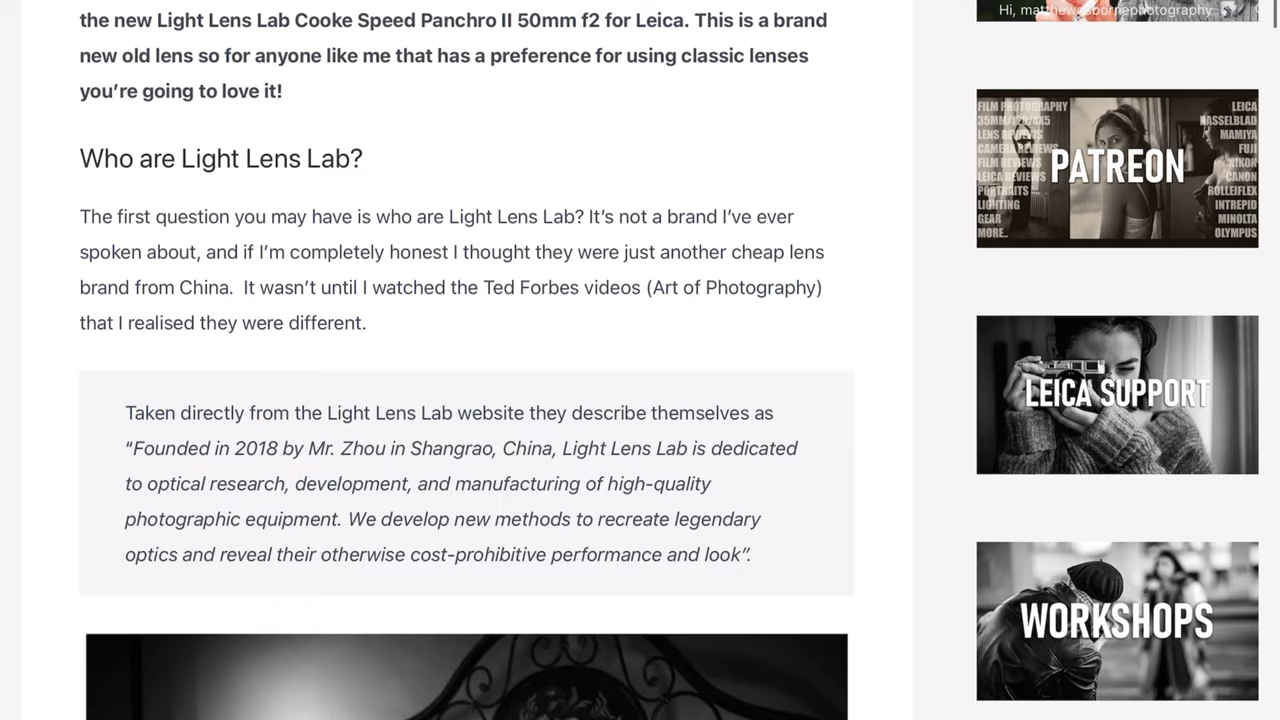 the new Light Lens Lab Cooke Speed Panchro II 50mm f2 for Leica. This is a brand
new old lens so for anyone like me that has a preference for using classic lenses
you’re going to love it!
Who are Light Lens Lab?
The first question you may have is who are Light Lens Lab? It’s not a brand I’ve ever
spoken about, and if I’m completely honest I thought they were just another cheap lens
brand from China.  It wasn’t until I watched the Ted Forbes videos (Art of Photography)
that I realised they were different.
Taken directly from the Light Lens Lab website they describe themselves as
“Founded in 2018 by Mr. Zhou in Shangrao, China, Light Lens Lab is dedicated
to optical research, development, and manufacturing of high-quality
photographic equipment. We develop new methods to recreate legendary
optics and reveal their otherwise cost-prohibitive performance and look”.
Hi, matthewosbornephotography
FILM PHOTOGRAPHY
35MM/120/4X5
LENS REVIEWS
CAMERA REVIEWS
FILM REVIEWS
LEICA REVIEWS
PORTRAITS
LIGHTING
GEAR
MORE..
PATREON
LEICA
HASSELBLAD
MAMIYA
FUJI
NIKON
CANON
ROLLEIFLEX
INTREPID
MINOLTA
OLYMPUS
LEICA SUPPORT
WORKSHOPS